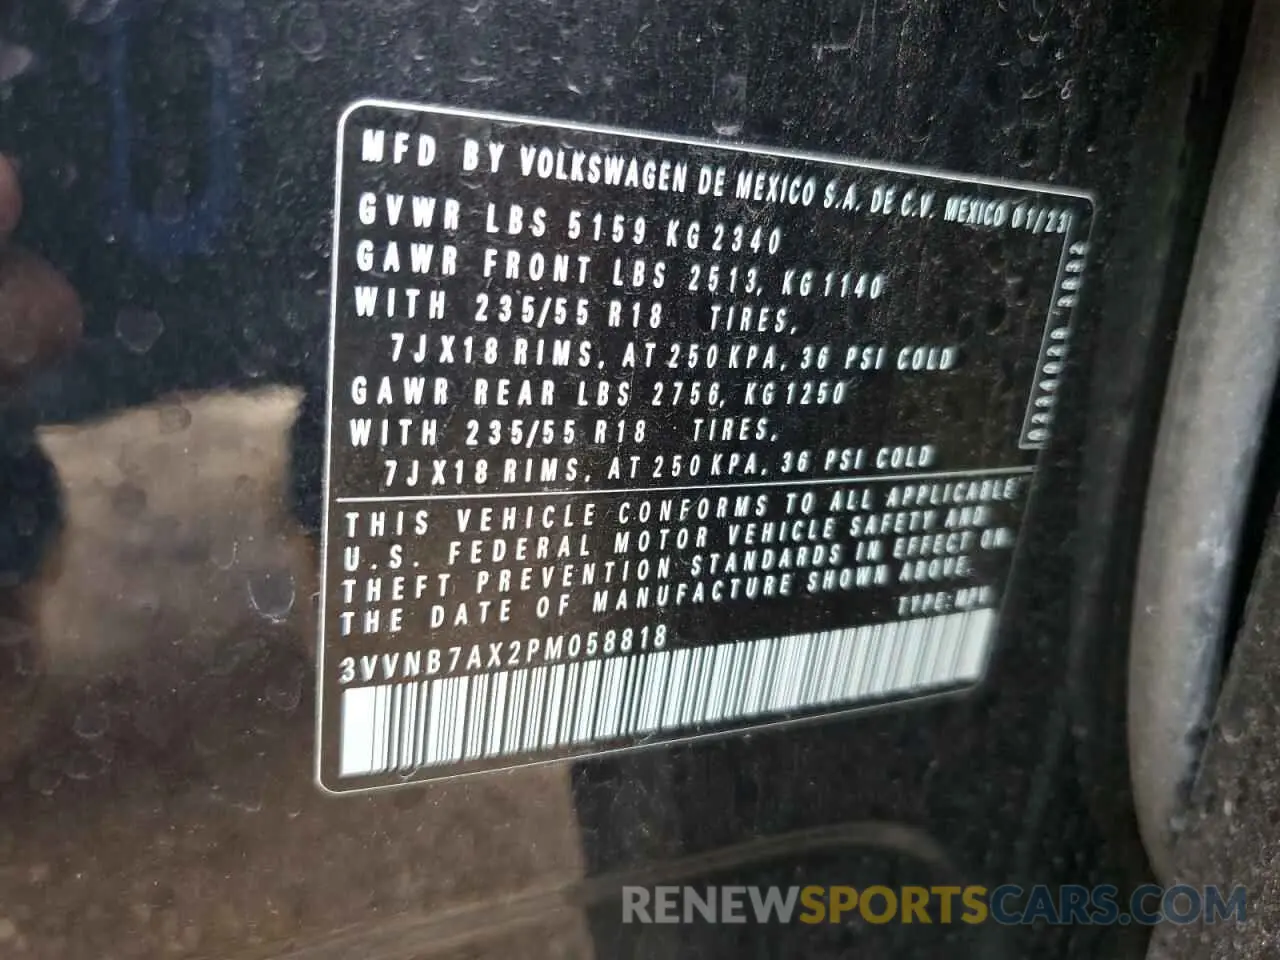 MFD BY VOLKSWAGEN DE MEXICO S.A. DE C.V. MEXICO 01/23
GVWR LBS 5159 KG 2340
GAWR FRONT LBS 2513, KG 1140
WITH 235/55 R18 TIRES,
7J X18 RIMS, AT 250 KPA, 36 PSI COLD
GAWR REAR LBS 2756, KG 1250
WITH 235/55 R18 TIRES,
7J X18 RIMS, AT 250 KPA, 36 PSI COLD
THIS VEHICLE CONFORMS TO ALL APPLICABLE
U.S. FEDERAL MOTOR VEHICLE SAFETY AND
THEFT PREVENTION STANDARDS IN EFFECT ON
THE DATE OF MANUFACTURE SHOWN ABOVE.
TYPE: MPV
3VVNB7AX2PM058818
RENEWSPORTSCARS.COM